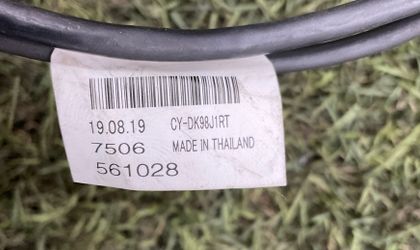 19.08.19 CY-DK98J1RT
7506 MADE IN THAILAND
561028